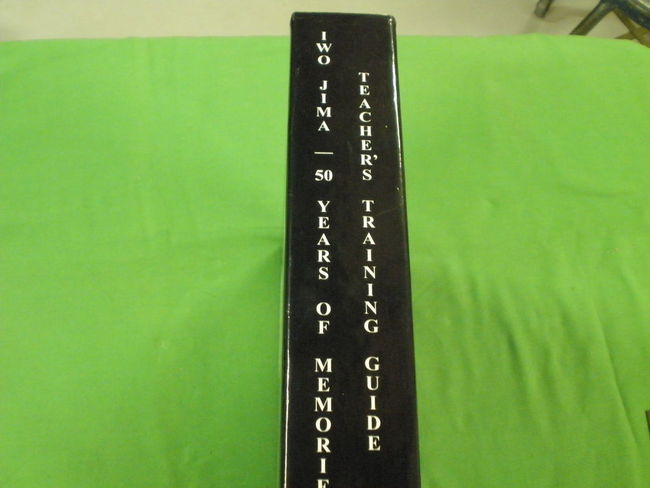 IWO JIMA — 50 YEARS OF MEMORIE
TEACHER'S TRAINING GUIDE